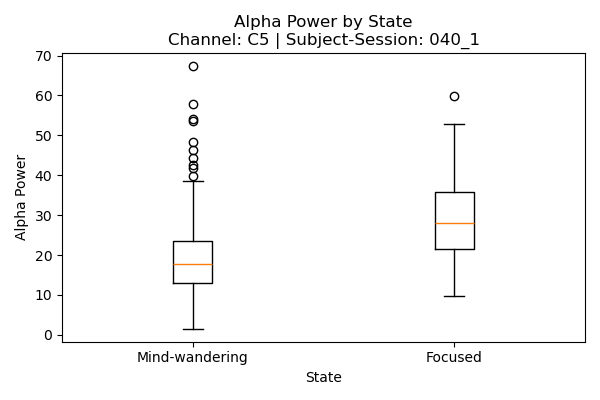 Alpha Power by State
Channel: C5 | Subject-Session: 040_1
70
60
50
40
30
20
10
0
Alpha Power
Mind-wandering
Focused
State